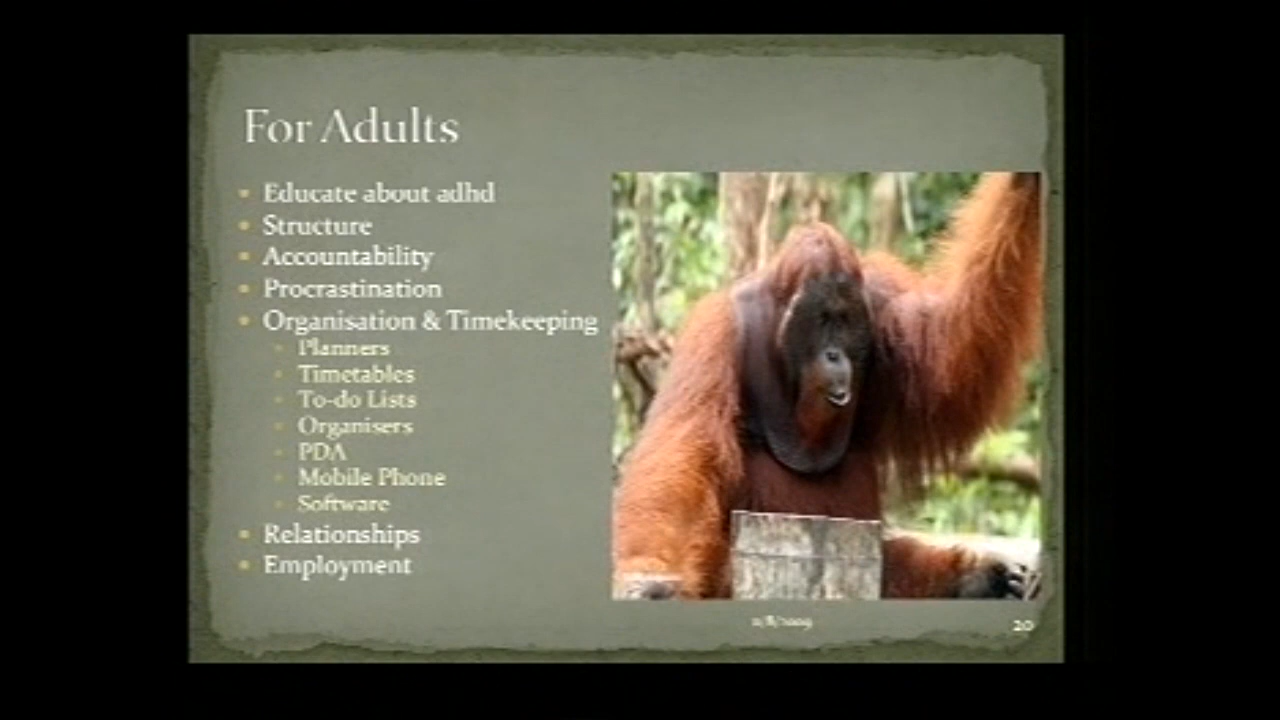 For Adults
Educate about adhd
Structure
Accountability
Procrastination
Organisation & Timekeeping
Planners
Timetables
To-do Lists
Organisers
PDA
Mobile Phone
Software
Relationships
Employment
20